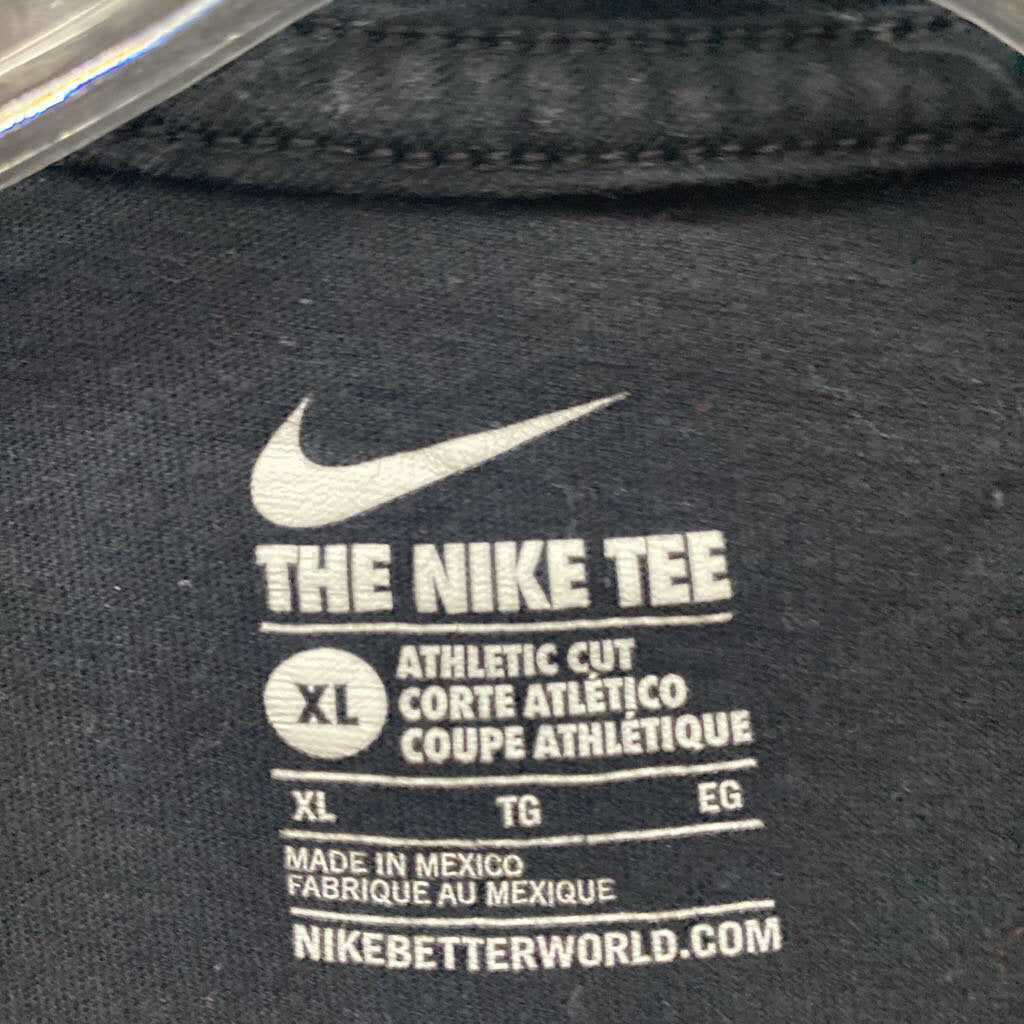 THE NIKE TEE
XL
ATHLETIC CUT
CORTE ATLÉTICO
COUPE ATHLÉTIQUE
XL TG EG
MADE IN MEXICO
FABRIQUE AU MEXIQUE
NIKEBETTERWORLD.COM